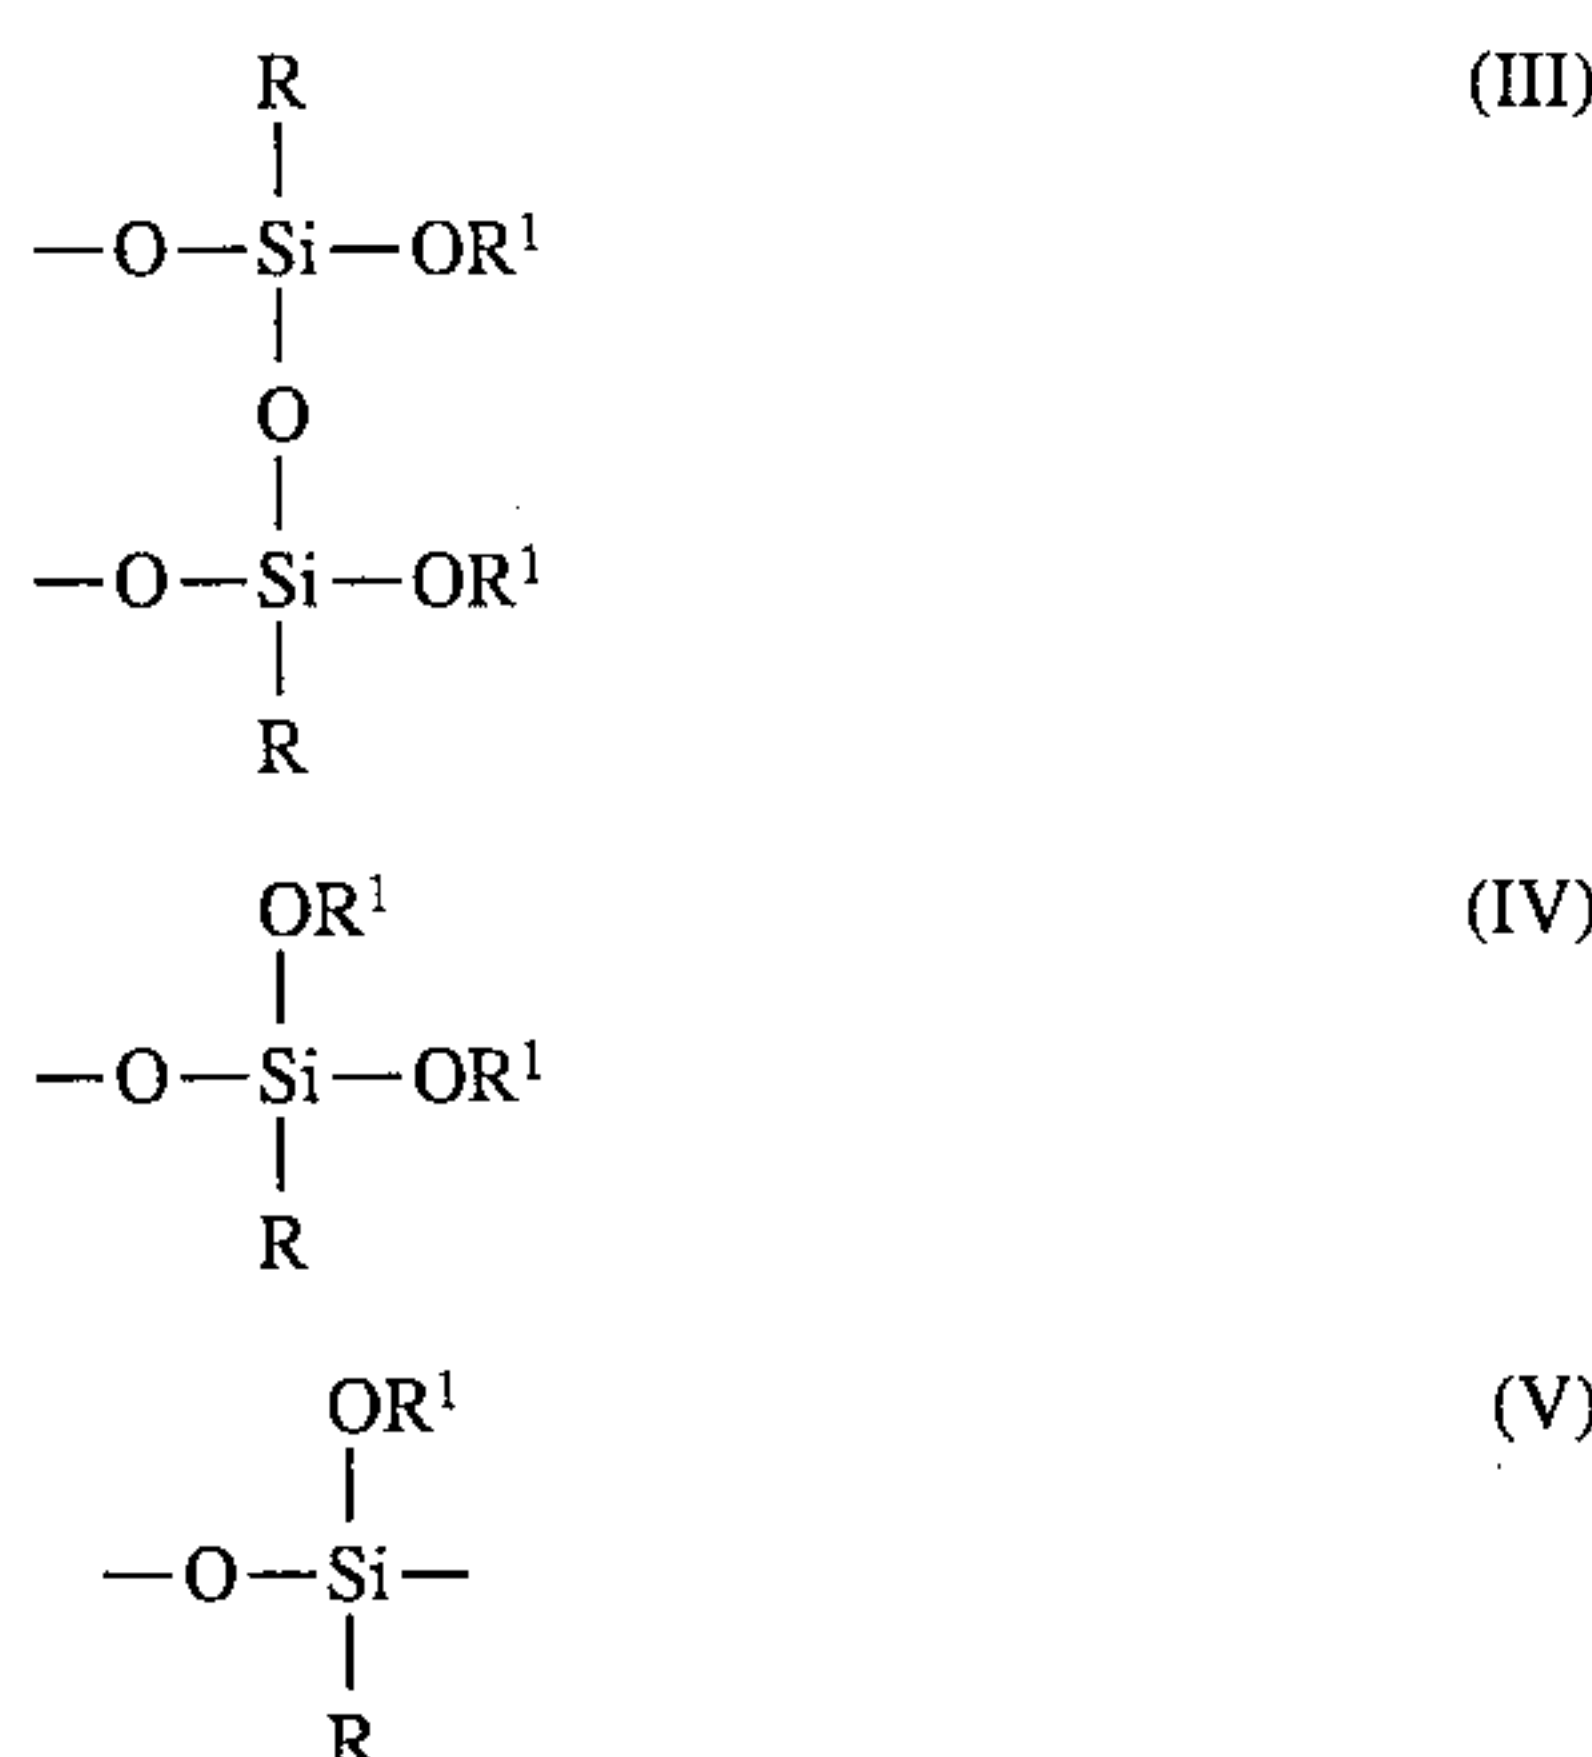 R (III)
—O—Si—OR¹
O
—O—Si—OR¹
R
OR¹ (IV)
—O—Si—OR¹
R
OR¹ (V)
—O—Si—
R